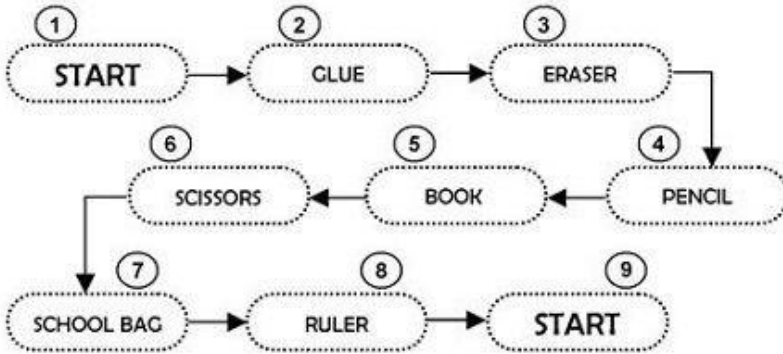 1
START
2
GLUE
3
ERASER
4
PENCIL
5
BOOK
6
SCISSORS
7
SCHOOL BAG
8
RULER
9
START